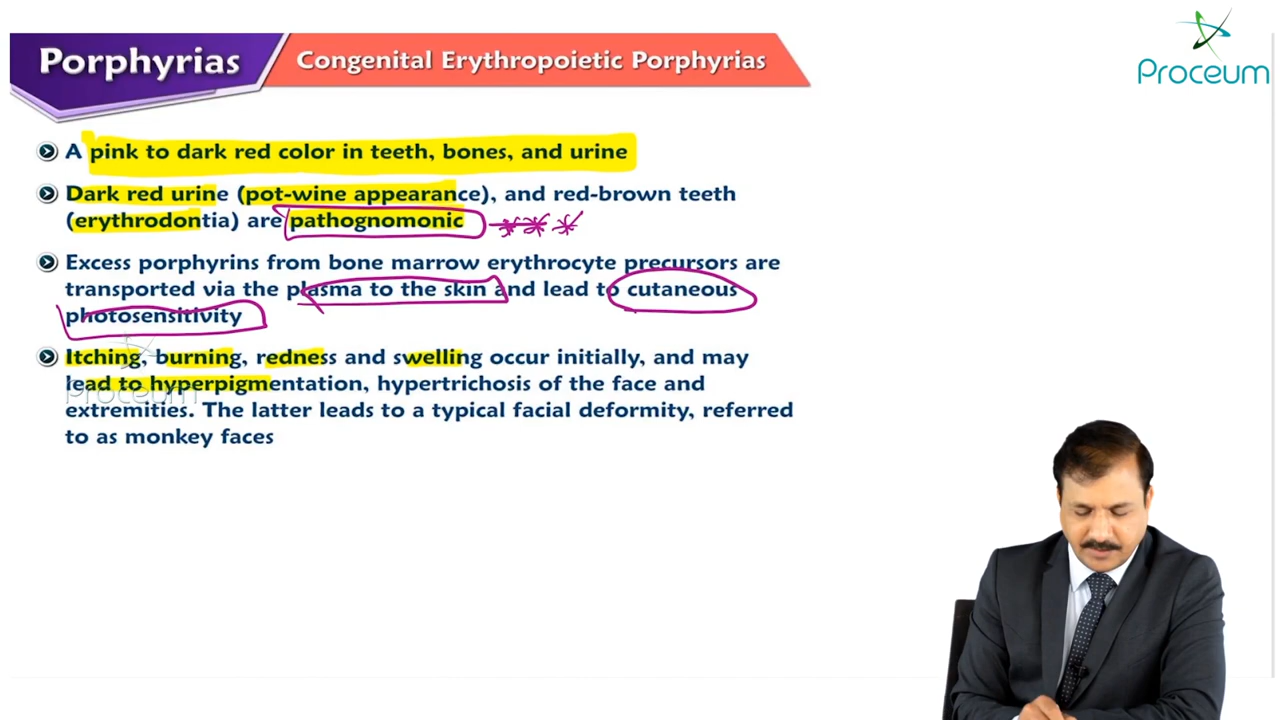 Porphyrias
Congenital Erythropoietic Porphyrias
Proceum
A pink to dark red color in teeth, bones, and urine
Dark red urine (pot-wine appearance), and red-brown teeth
(erythrodontia) are pathognomonic
Excess porphyrins from bone marrow erythrocyte precursors are
transported via the plasma to the skin and lead to cutaneous
photosensitivity
Itching, burning, redness and swelling occur initially, and may
lead to hyperpigmentation, hypertrichosis of the face and
Proceum
extremities. The latter leads to a typical facial deformity, referred
to as monkey faces